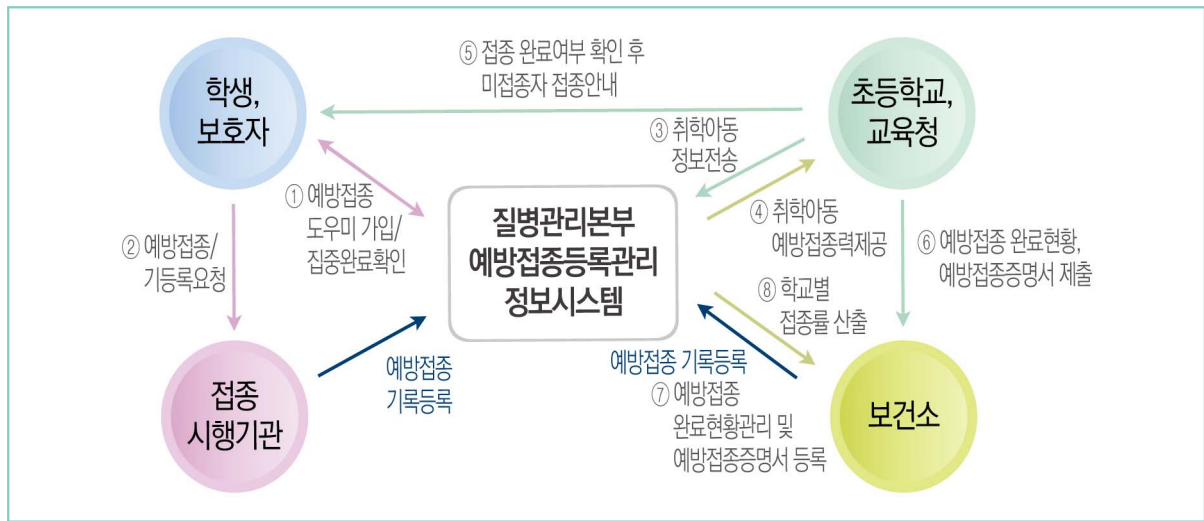 ⑤ 접종 완료여부 확인 후
미접종자 접종안내
학생,
보호자
초등학교,
교육청
③ 취학아동
정보전송
① 예방접종
도우미 가입/
집중완료확인
질병관리본부
예방접종등록관리
정보시스템
④ 취학아동
예방접종력제공
② 예방접종/
기등록요청
⑥ 예방접종 완료현황,
예방접종증명서 제출
⑧ 학교별
접종률 산출
예방접종
기록등록
예방접종 기록등록
⑦ 예방접종
완료현황관리 및
예방접종증명서 등록
접종
시행기관
보건소